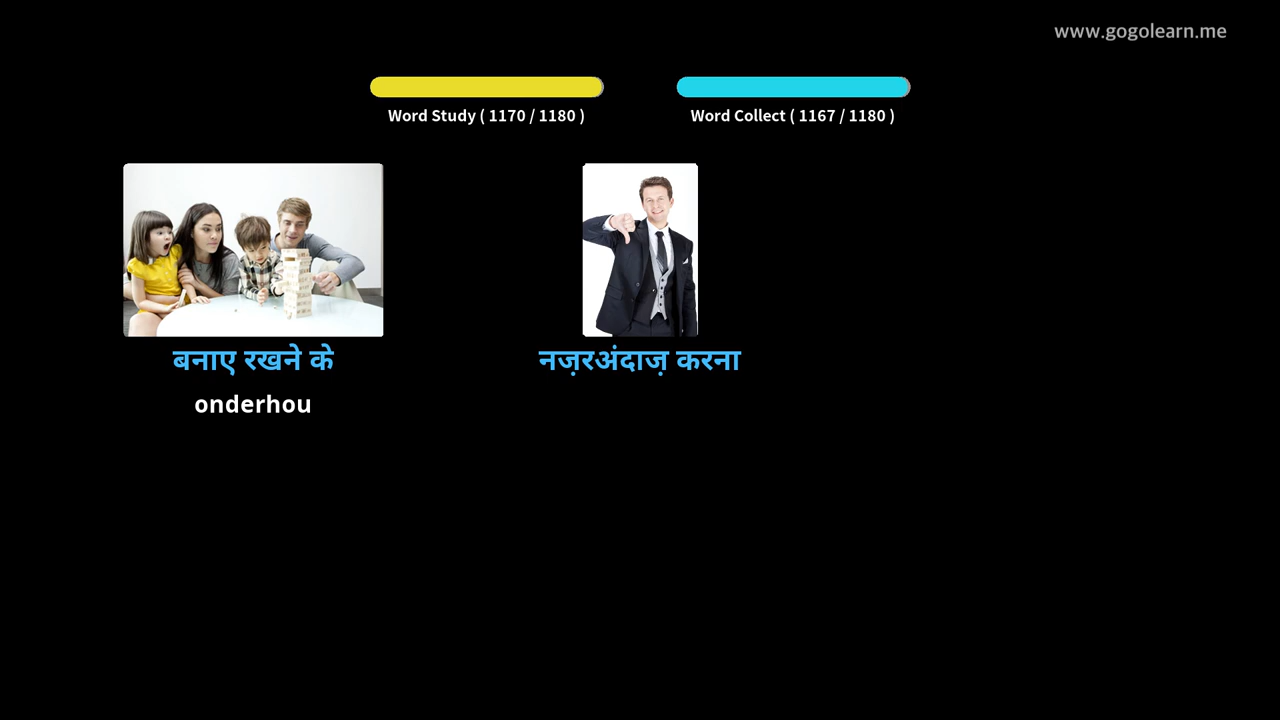 www.gogolearn.me
Word Study ( 1170 / 1180 )
Word Collect ( 1167 / 1180 )
बनाए रखने के
नज़रअंदाज़ करना
onderhou